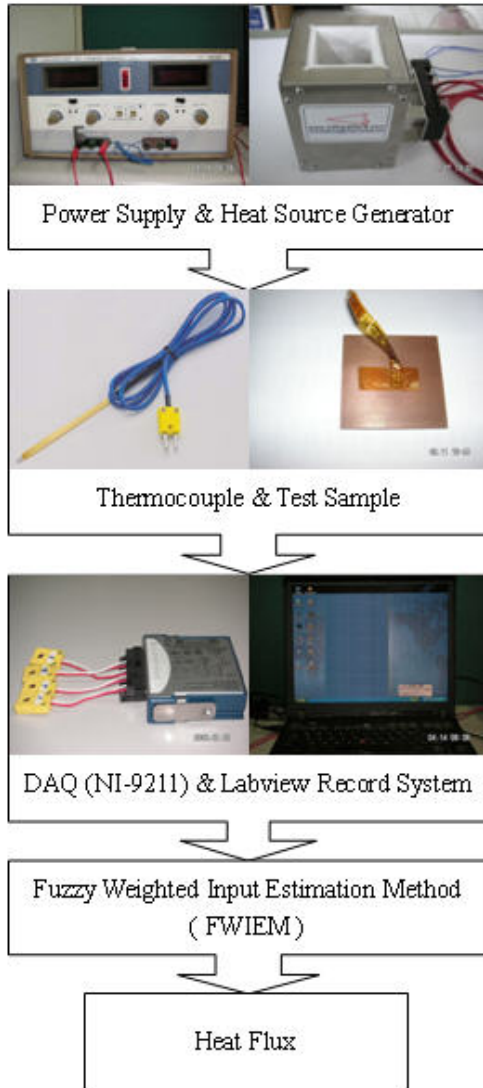 Power Supply & Heat Source Generator
Thermocouple & Test Sample
DAQ (NI-9211) & Labview Record System
Fuzzy Weighted Input Estimation Method
( FWIEM )
Heat Flux